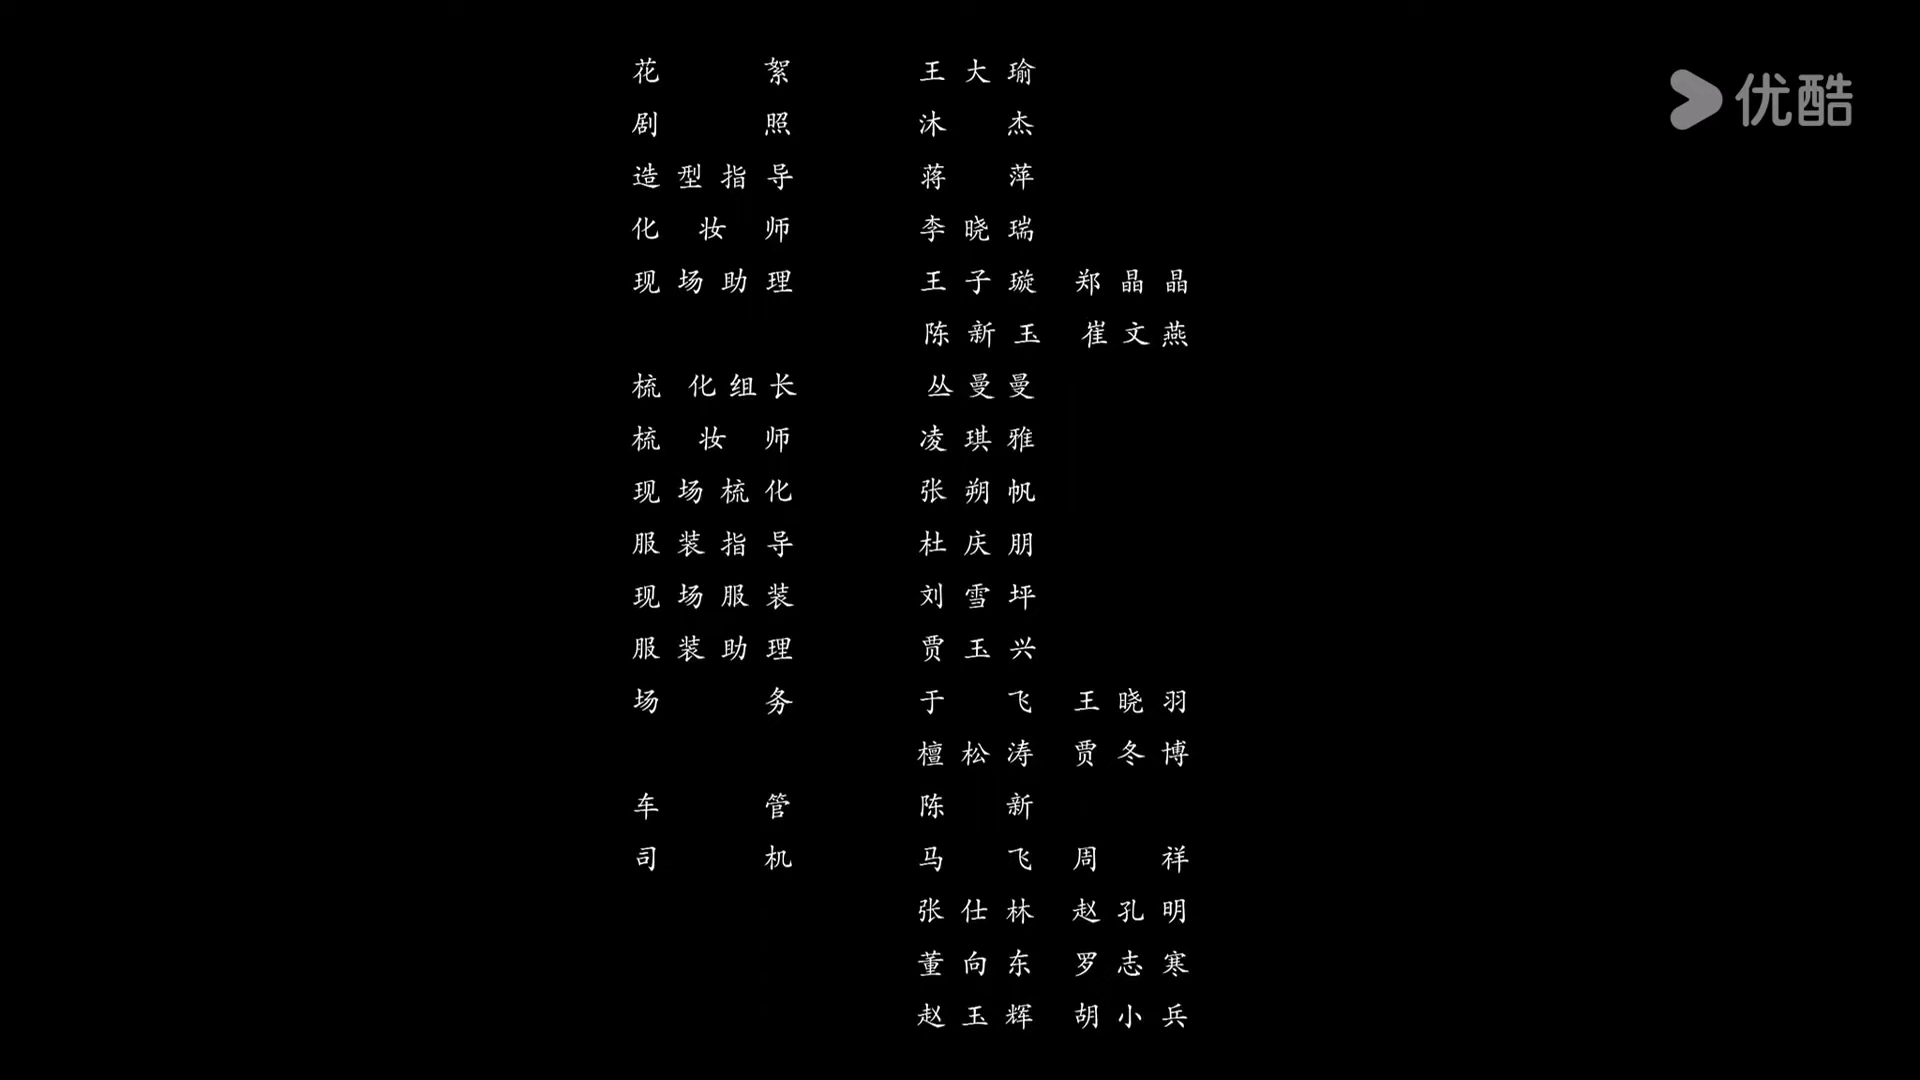 花絮 王大瑜
优酷
剧照 沐杰
造型指导 蒋萍
化妆师 李晓瑞
现场助理 王子璇 郑晶晶
陈新玉 崔文燕
梳化组长 丛曼曼
梳妆师 凌琪雅
现场梳化 张朔帆
服装指导 杜庆朋
现场服装 刘雪坪
服装助理 贾玉兴
场务 于飞 王晓羽
檀松涛 贾冬博
车管 陈新
司机 马飞 周祥
张仕林 赵孔明
董向东 罗志寒
赵玉辉 胡小兵